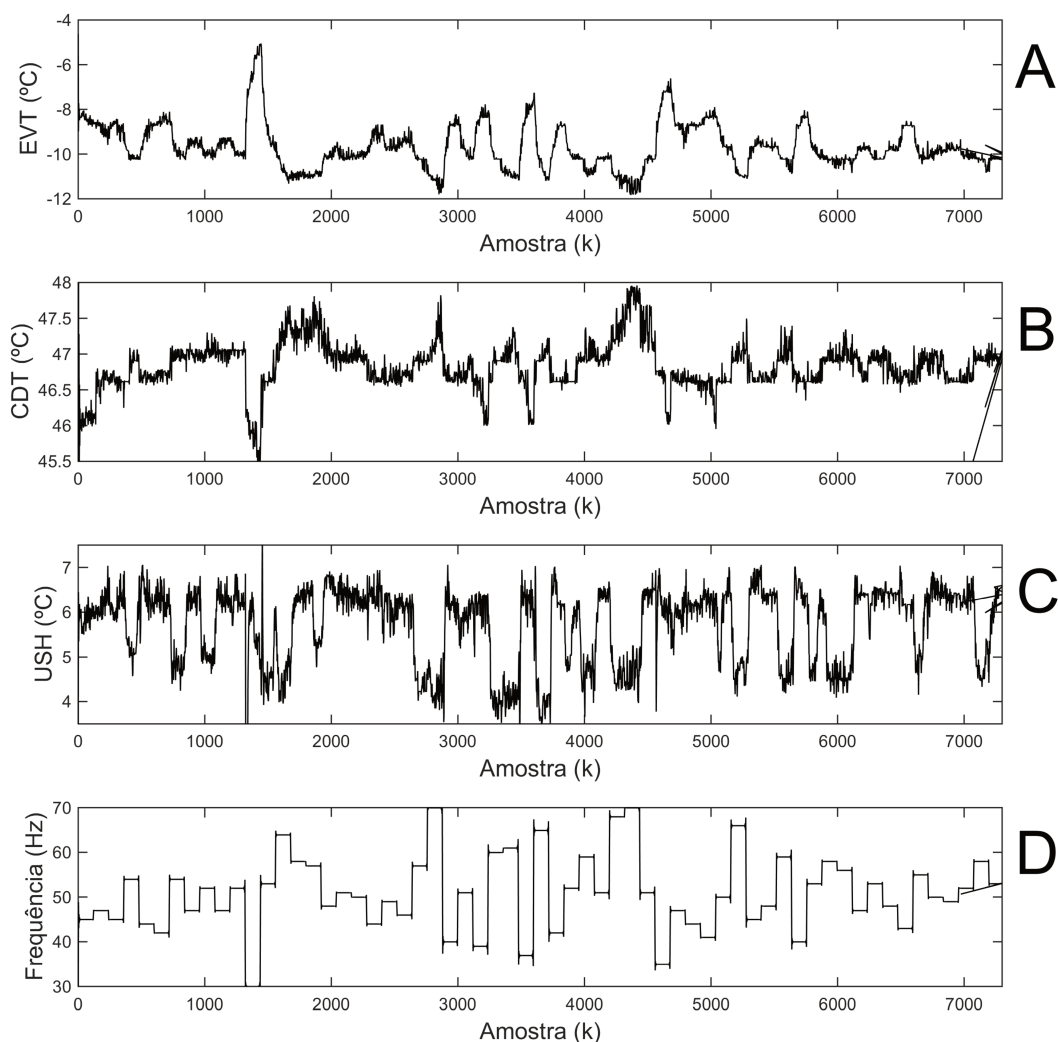 -4
-6
-8
-10
-12
EVT (ºC)
0 1000 2000 3000 4000 5000 6000 7000
Amostra (k)
A
48
47.5
47
46.5
46
45.5
CDT (ºC)
0 1000 2000 3000 4000 5000 6000 7000
Amostra (k)
B
7
6
5
4
USH (ºC)
0 1000 2000 3000 4000 5000 6000 7000
Amostra (k)
C
70
60
50
40
30
Frequência (Hz)
0 1000 2000 3000 4000 5000 6000 7000
Amostra (k)
D